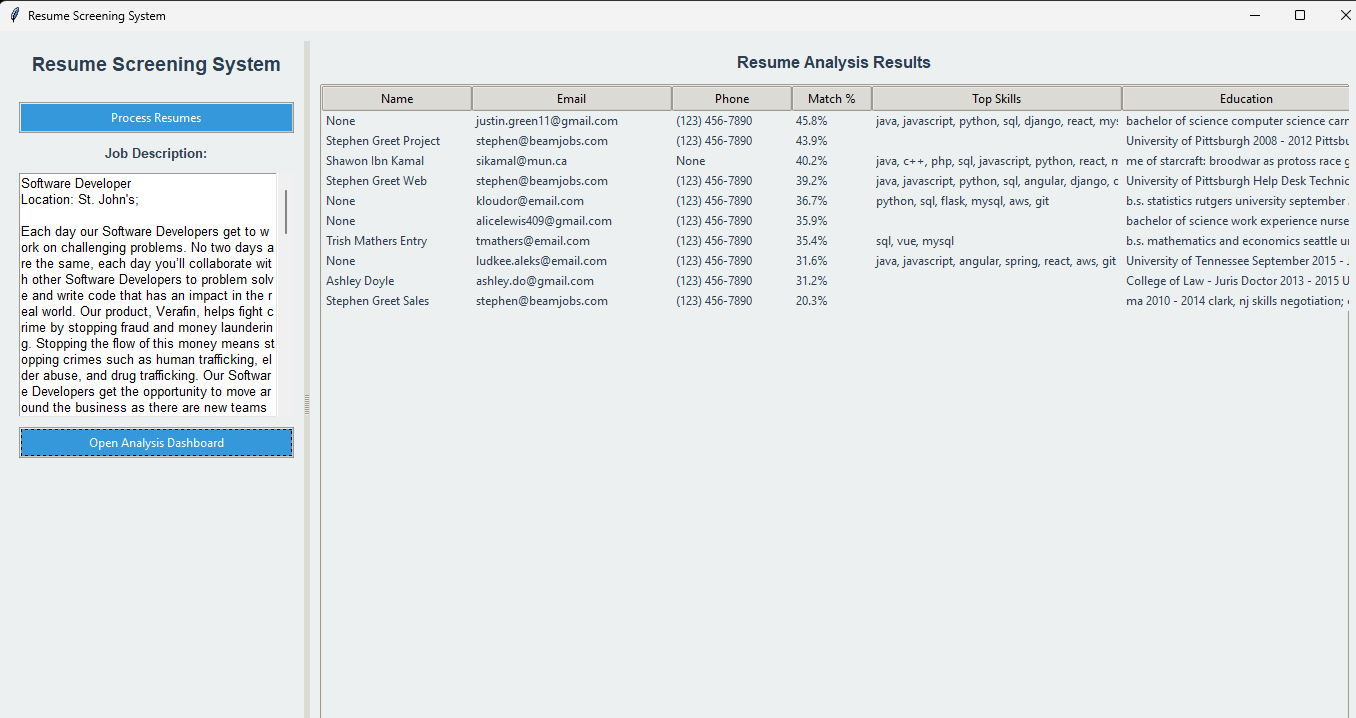 Resume Screening System
Resume Screening System
Process Resumes
Job Description:
Software Developer
Location: St. John's;
Each day our Software Developers get to w
ork on challenging problems. No two days a
re the same, each day you'll collaborate wit
h other Software Developers to problem solv
e and write code that has an impact in the r
eal world. Our product, Verafin, helps fight c
rime by stopping fraud and money launderin
g. Stopping the flow of this money means st
opping crimes such as human trafficking, el
der abuse, and drug trafficking. Our Softwar
e Developers get the opportunity to move ar
ound the business as there are new teams
Open Analysis Dashboard
Resume Analysis Results
Name Email Phone Match % Top Skills Education
None justin.green11@gmail.com (123) 456-7890 45.8% java, javascript, python, sql, django, react, mys bachelor of science computer science carn
Stephen Greet Project stephen@beamjobs.com (123) 456-7890 43.9% University of Pittsburgh 2008 - 2012 Pittsbu
Shawon Ibn Kamal sikamal@mun.ca None 40.2% java, c++, php, sql, javascript, python, react, m me of starcraft: broodwar as protoss race g
Stephen Greet Web stephen@beamjobs.com (123) 456-7890 39.2% java, javascript, python, sql, angular, django, c University of Pittsburgh Help Desk Technic
None kloudor@email.com (123) 456-7890 36.7% python, sql, flask, mysql, aws, git b.s. statistics rutgers university september
None alicelewis409@gmail.com (123) 456-7890 35.9% bachelor of science work experience nurse
Trish Mathers Entry tmathers@email.com (123) 456-7890 35.4% sql, vue, mysql b.s. mathematics and economics seattle u
None ludkee.aleks@email.com (123) 456-7890 31.6% java, javascript, angular, spring, react, aws, git University of Tennessee September 2015 -
Ashley Doyle ashley.do@gmail.com (123) 456-7890 31.2% College of Law - Juris Doctor 2013 - 2015 U
Stephen Greet Sales stephen@beamjobs.com (123) 456-7890 20.3% ma 2010 - 2014 clark, nj skills negotiation;